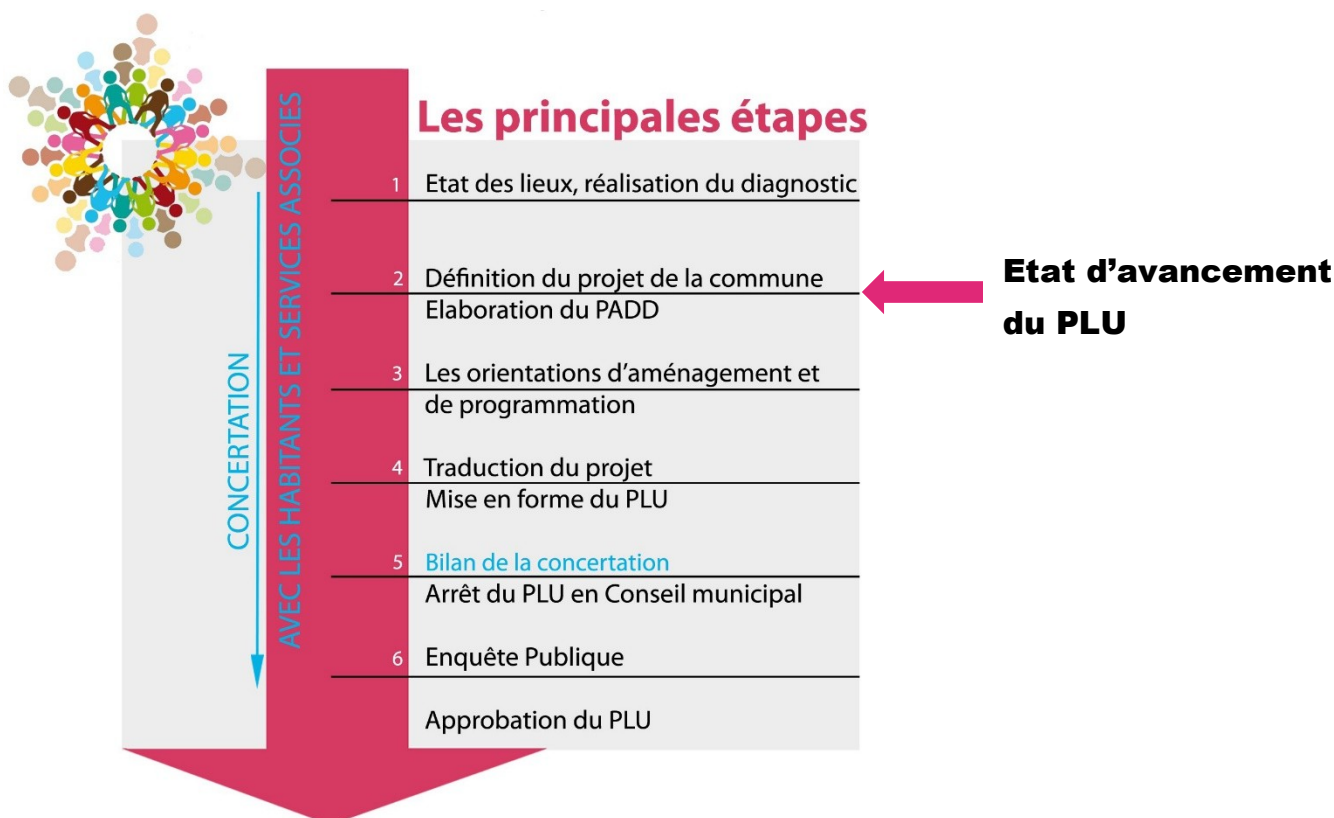 Les principales étapes
1 Etat des lieux, réalisation du diagnostic
2 Définition du projet de la commune
Elaboration du PADD
3 Les orientations d'aménagement et
de programmation
4 Traduction du projet
Mise en forme du PLU
5 Bilan de la concertation
Arrêt du PLU en Conseil municipal
6 Enquête Publique
Approbation du PLU
CONCERTATION
AVEC LES HABITANTS ET SERVICES ASSOCIES
Etat d’avancement
du PLU